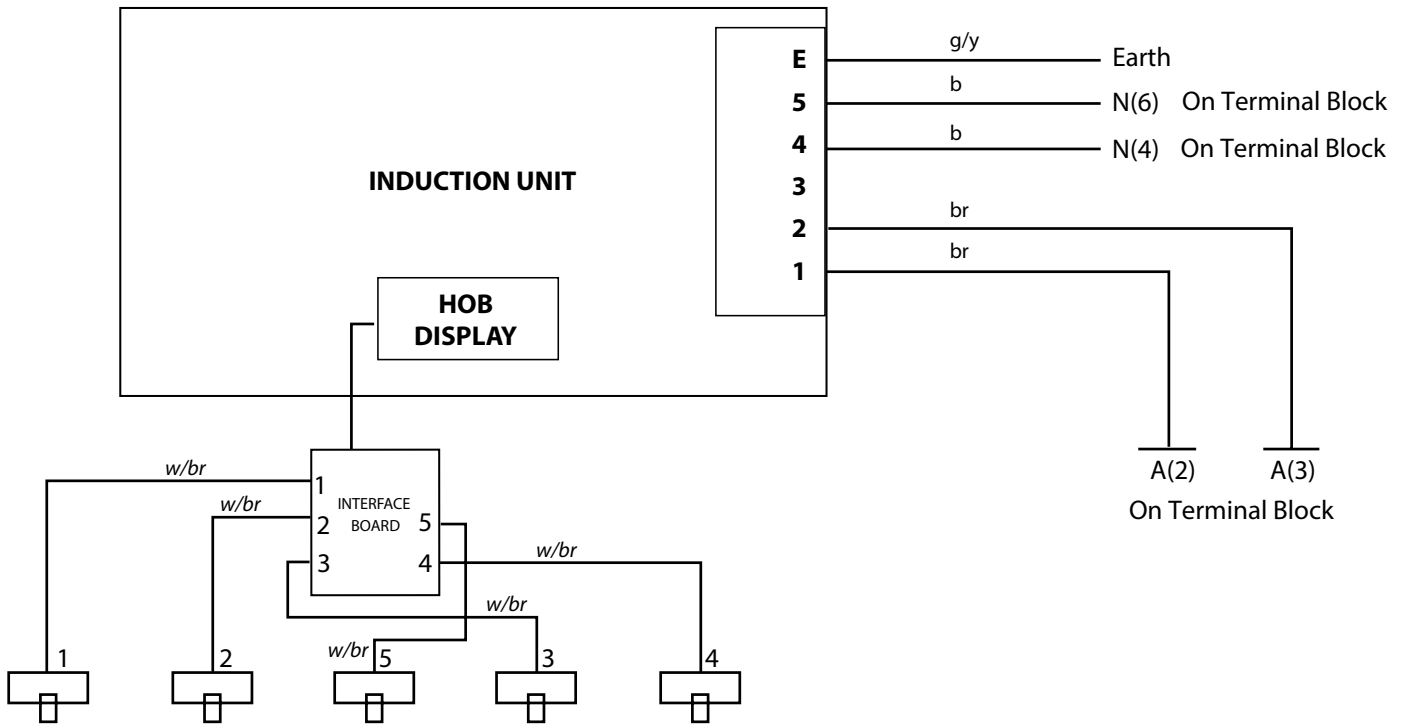 g/y
E
Earth
b
5
N(6) On Terminal Block
b
4
N(4) On Terminal Block
INDUCTION UNIT
3
br
2
br
1
HOB
DISPLAY
A(2)
A(3)
On Terminal Block
w/br
1
INTERFACE
BOARD
w/br
2
5
3
4
w/br
w/br
w/br
1
2
5
3
4